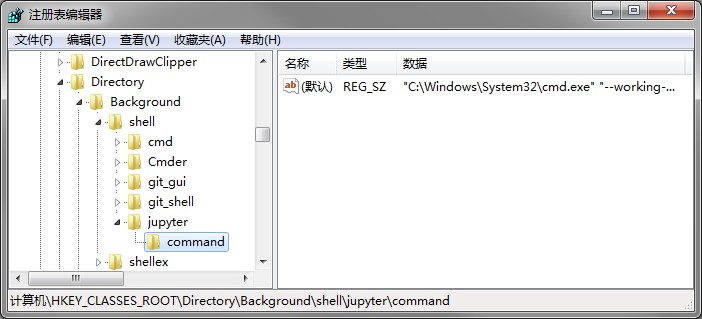 注册表编辑器
文件(F) 编辑(E) 查看(V) 收藏夹(A) 帮助(H)
DirectDrawClipper
Directory
Background
shell
cmd
Cmder
git_gui
git_shell
jupyter
command
shellex
名称 类型 数据
ab (默认) REG_SZ "C:\Windows\System32\cmd.exe" "--working-...
计算机\HKEY_CLASSES_ROOT\Directory\Background\shell\jupyter\command